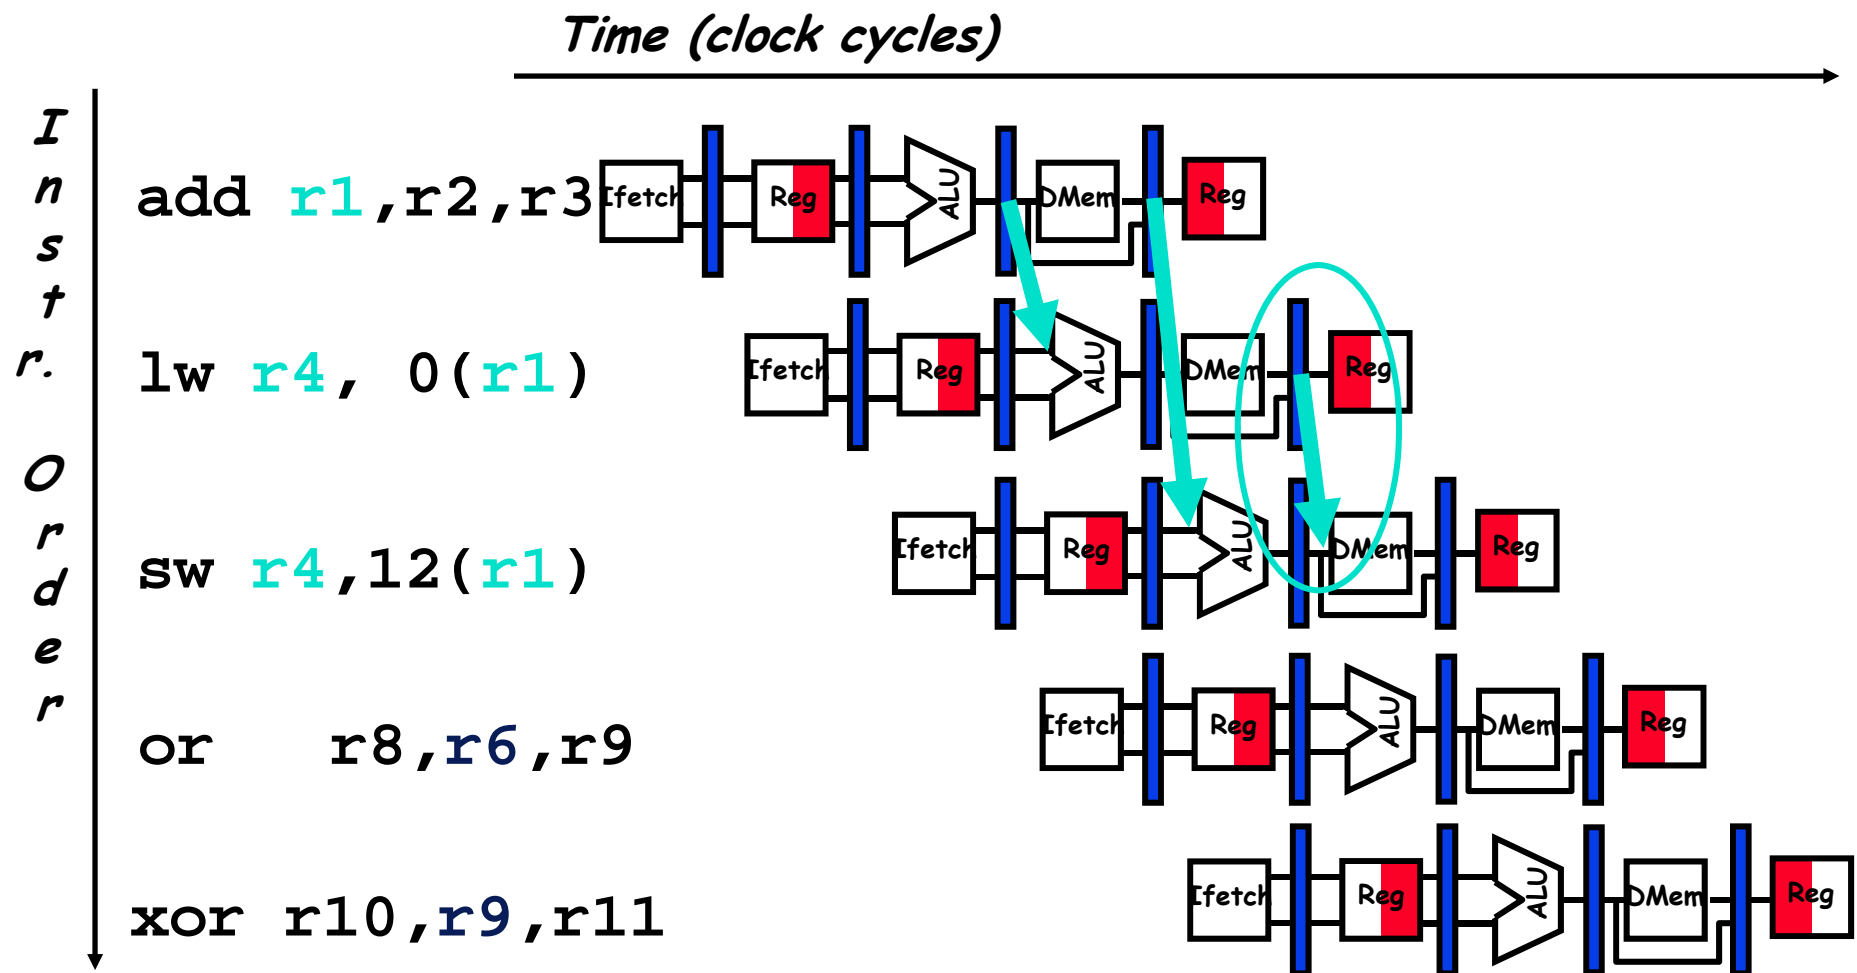 Time (clock cycles)
Instr. Order
add r1,r2,r3 Ifetch Reg ALU DMem Reg
lw r4, 0(r1) Ifetch Reg ALU DMem Reg
sw r4,12(r1) Ifetch Reg ALU DMem Reg
or r8,r6,r9 Ifetch Reg ALU DMem Reg
xor r10,r9,r11 Ifetch Reg ALU DMem Reg